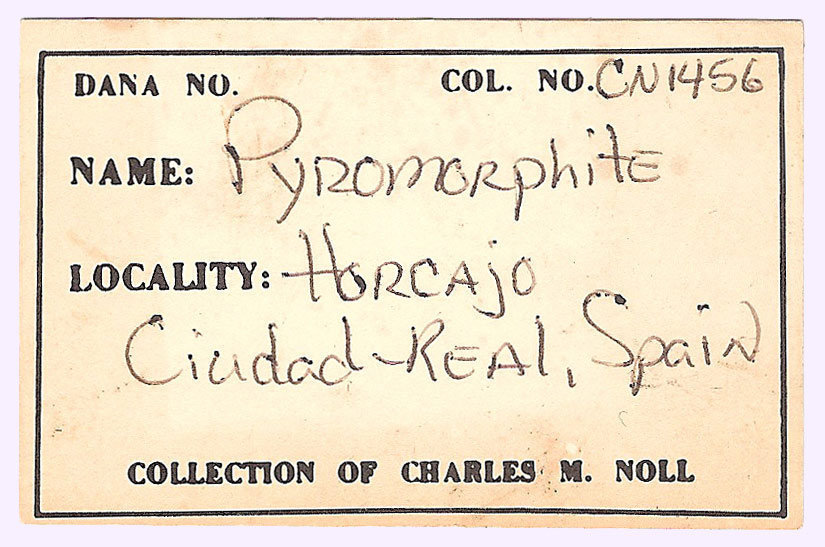 DANA NO. COL. NO. CN1456
NAME: Pyromorphite
LOCALITY: Horcajo
Ciudad-Real, Spain
COLLECTION OF CHARLES M. NOLL